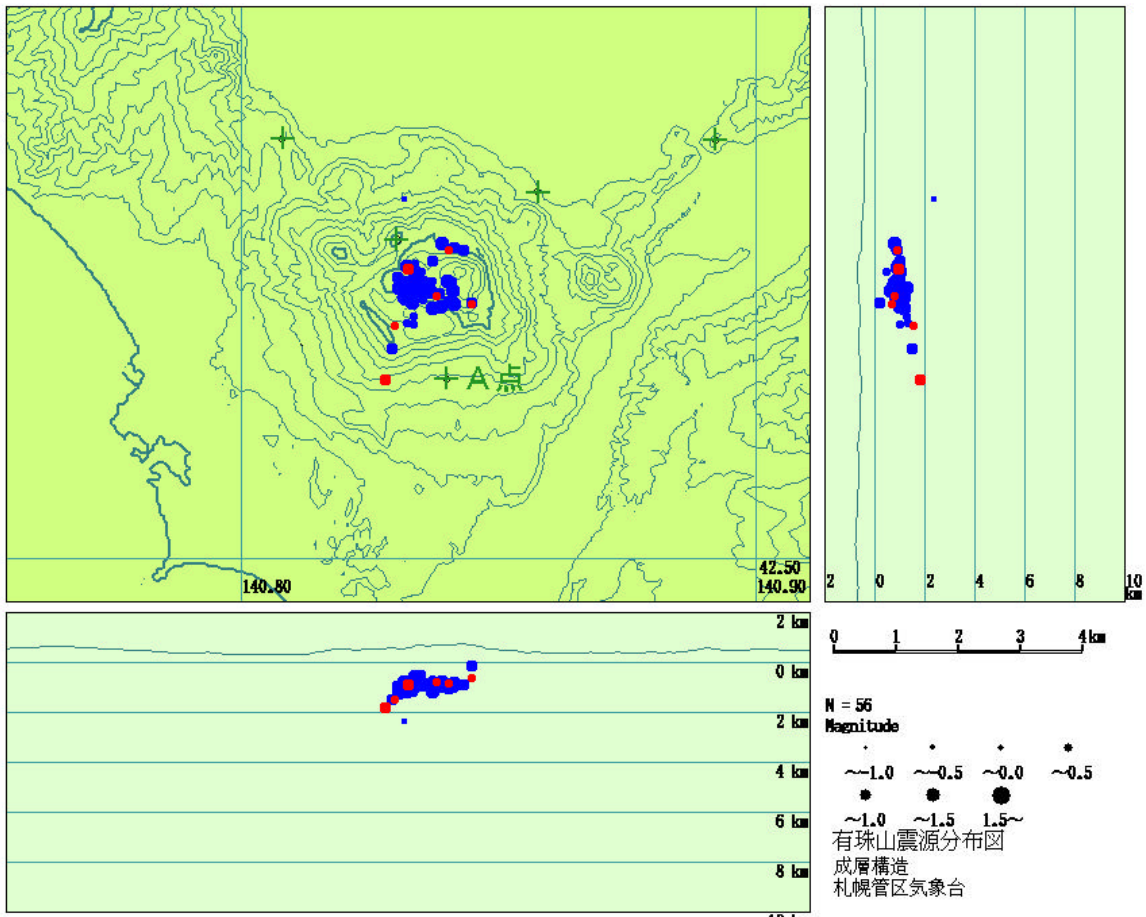 A点
42.50
140.80
140.90
2 0 2 4 6 8 10
km
2 km
0 km
2 km
4 km
6 km
8 km
0 1 2 3 4km
N = 56
Magnitude
～-1.0 ～-0.5 ～0.0 ～0.5
～1.0 ～1.5 1.5～
有珠山震源分布図
成層構造
札幌管区気象台